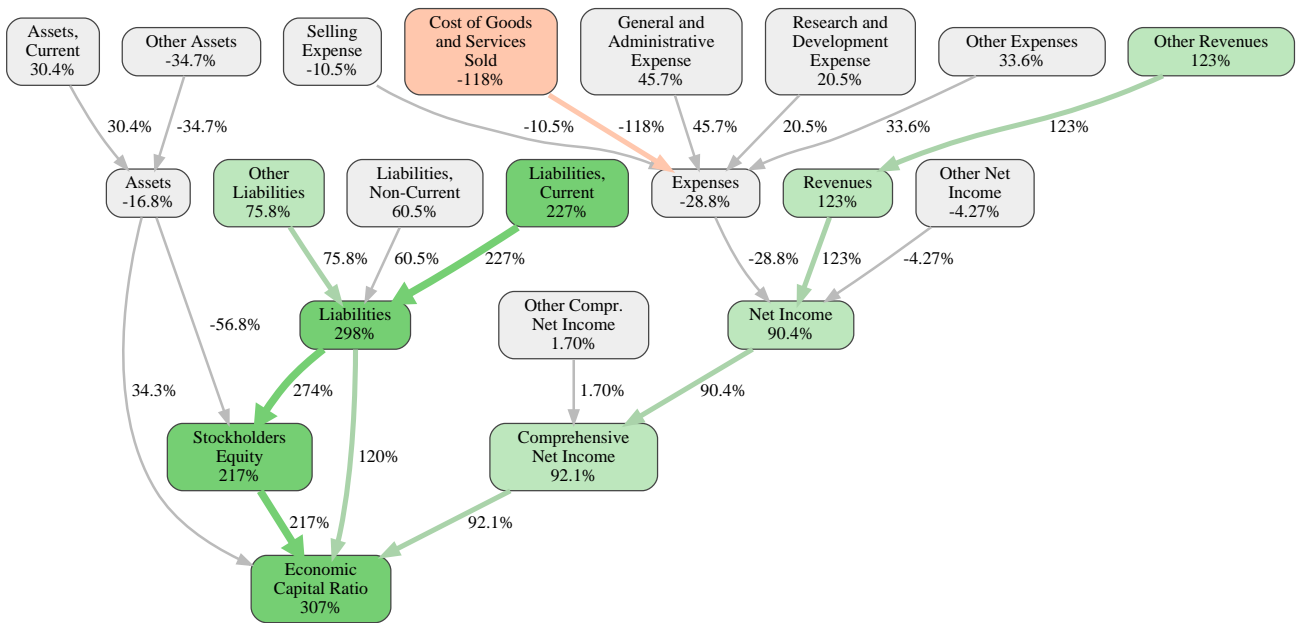 Assets,
Current
30.4%
Other Assets
-34.7%
Selling
Expense
-10.5%
Cost of Goods
and Services
Sold
-118%
General and
Administrative
Expense
45.7%
Research and
Development
Expense
20.5%
Other Expenses
33.6%
Other Revenues
123%
30.4%
-34.7%
-10.5%
-118%
45.7%
20.5%
33.6%
123%
Assets
-16.8%
Other
Liabilities
75.8%
Liabilities,
Non-Current
60.5%
Liabilities,
Current
227%
Expenses
-28.8%
Revenues
123%
Other Net
Income
-4.27%
75.8%
60.5%
227%
-28.8%
123%
-4.27%
Liabilities
298%
Other Compr.
Net Income
1.70%
Net Income
90.4%
-56.8%
34.3%
274%
1.70%
90.4%
Stockholders
Equity
217%
120%
Comprehensive
Net Income
92.1%
217%
92.1%
Economic
Capital Ratio
307%